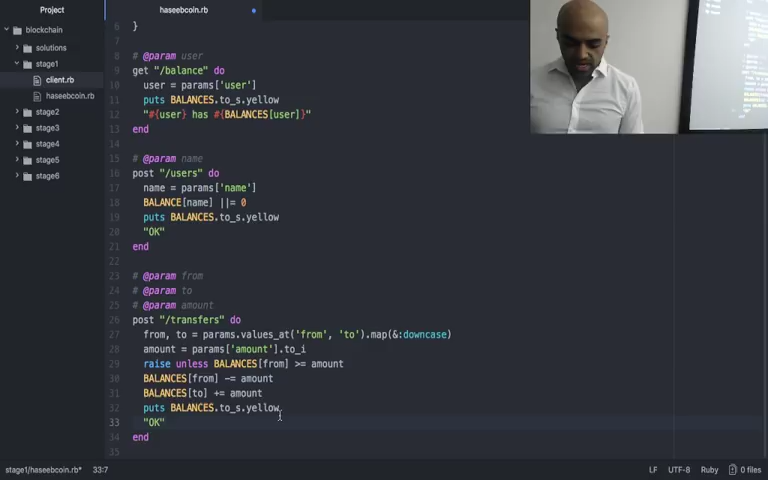 Project
haseebcoin.rb
blockchain
solutions
stage1
client.rb
haseebcoin.rb
stage2
stage3
stage4
stage5
stage6
6 }
7
8 # @param user
9 get "/balance" do
10 user = params['user']
11 puts BALANCES.to_s.yellow
12 "#{user} has #{BALANCES[user]}"
13 end
14
15 # @param name
16 post "/users" do
17 name = params['name']
18 BALANCE[name] ||= 0
19 puts BALANCES.to_s.yellow
20 "OK"
21 end
22
23 # @param from
24 # @param to
25 # @param amount
26 post "/transfers" do
27 from, to = params.values_at('from', 'to').map(&:downcase)
28 amount = params['amount'].to_i
29 raise unless BALANCES[from] >= amount
30 BALANCES[from] -= amount
31 BALANCES[to] += amount
32 puts BALANCES.to_s.yellow
33 "OK"
34 end
35
stage1/haseebcoin.rb* 33:7 LF UTF-8 Ruby 0 files